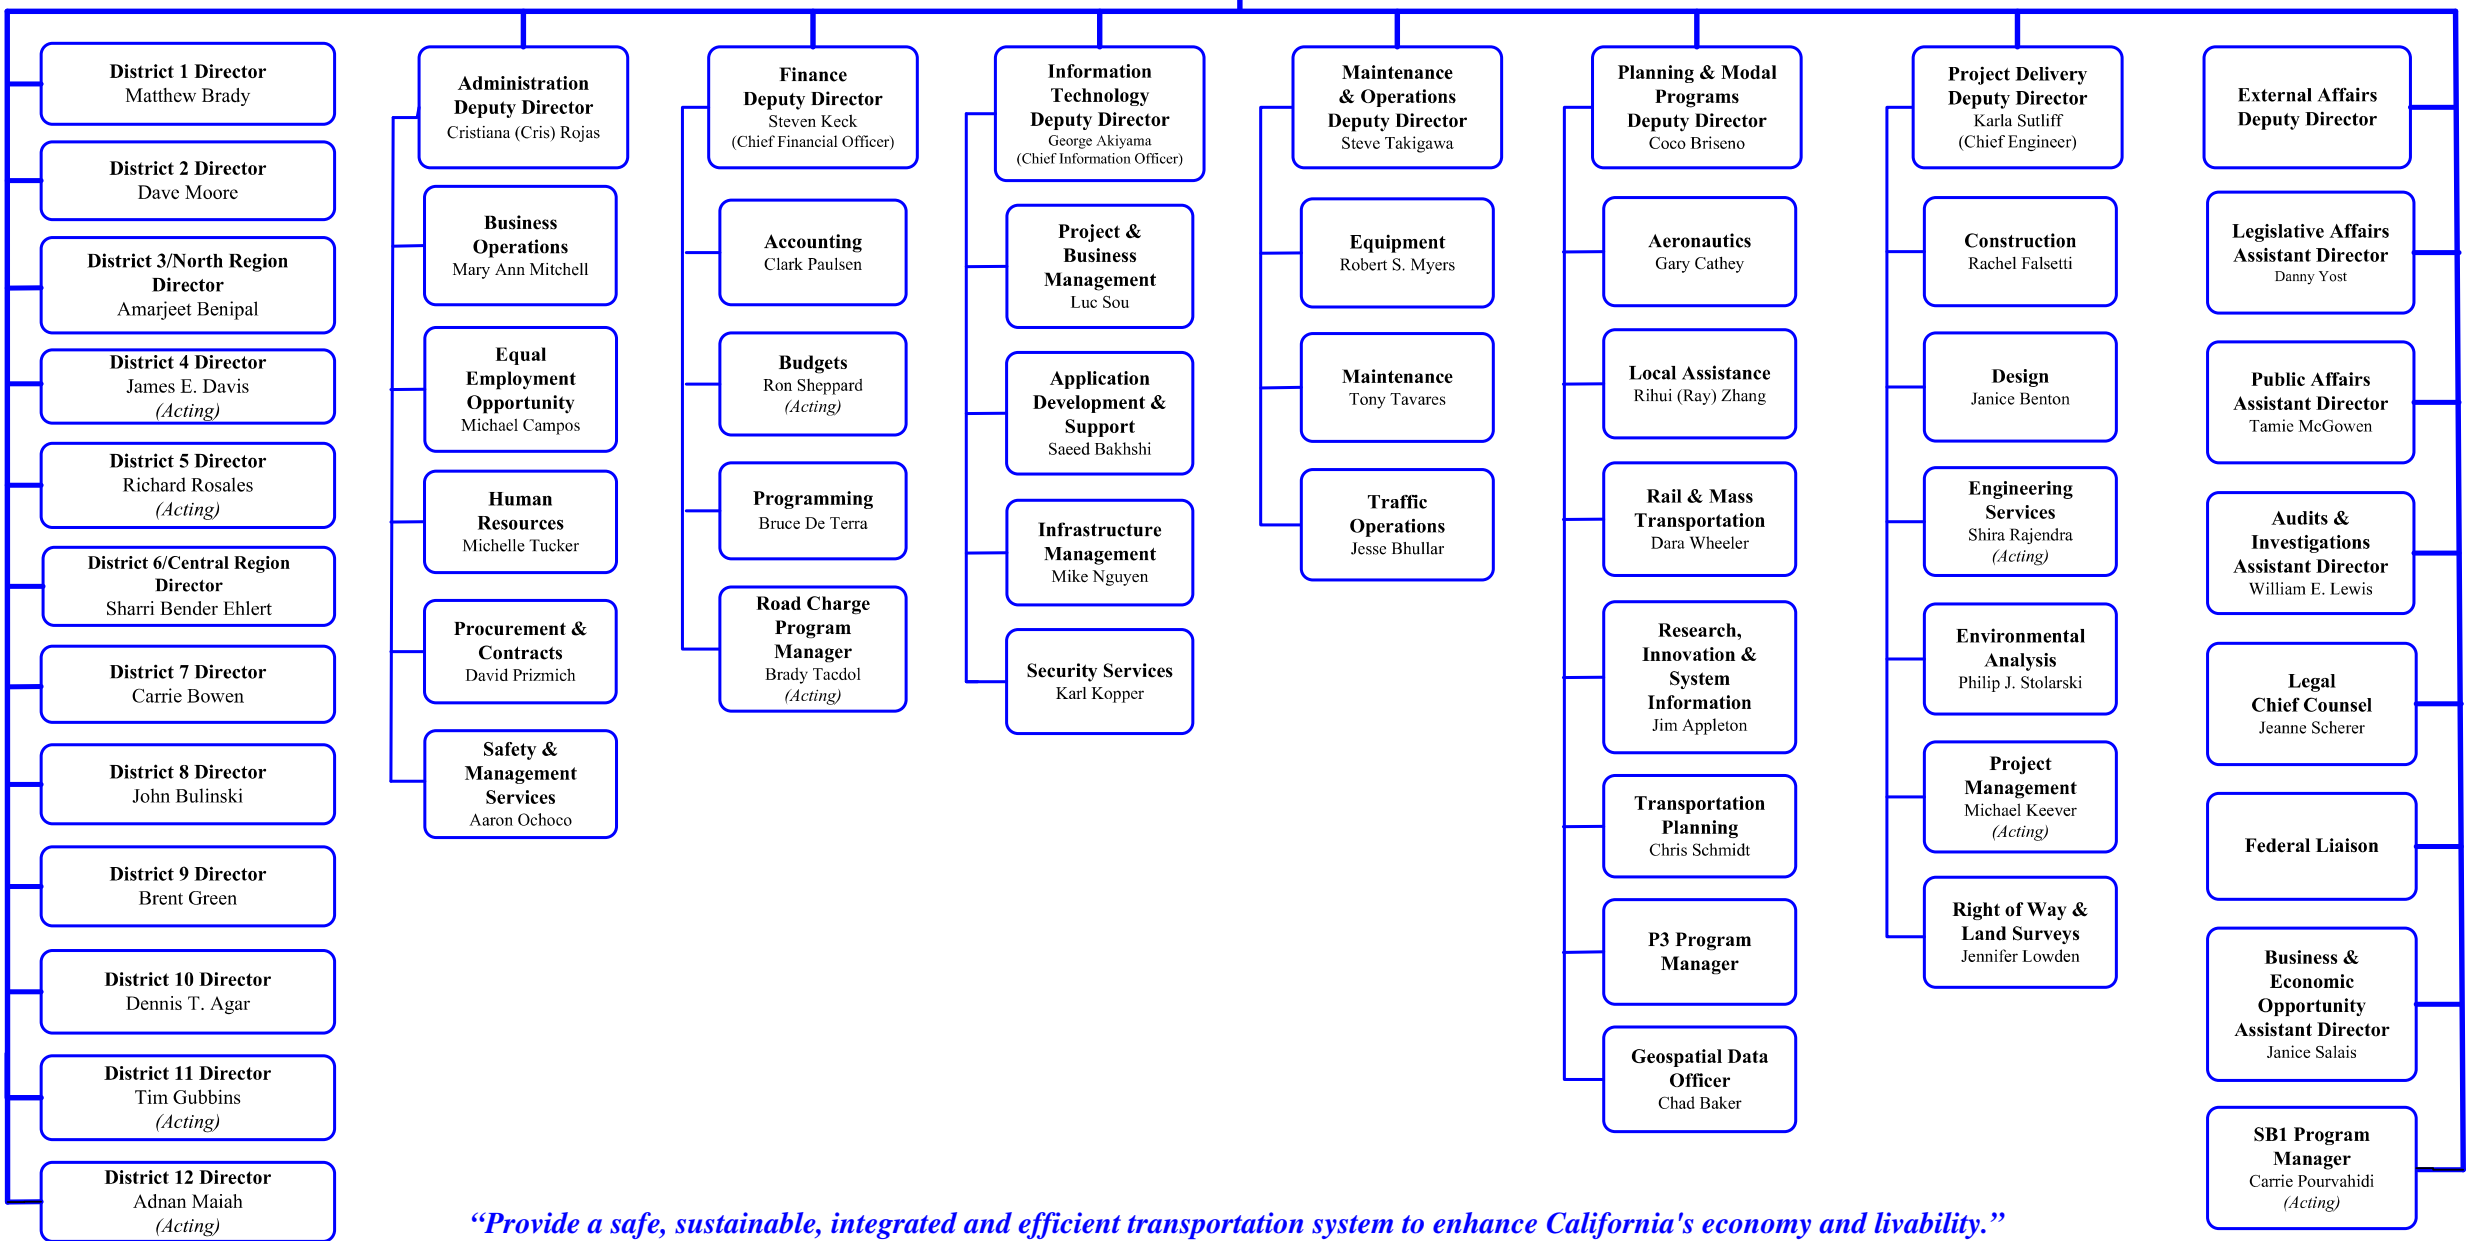 District 1 Director
Matthew Brady
District 2 Director
Dave Moore
District 3/North Region
Director
Amarjeet Benipal
District 4 Director
James E. Davis
(Acting)
District 5 Director
Richard Rosales
(Acting)
District 6/Central Region
Director
Sharri Bender Ehlert
District 7 Director
Carrie Bowen
District 8 Director
John Bulinski
District 9 Director
Brent Green
District 10 Director
Dennis T. Agar
District 11 Director
Tim Gubbins
(Acting)
District 12 Director
Adnan Maiah
(Acting)
Administration
Deputy Director
Cristiana (Cris) Rojas
Business
Operations
Mary Ann Mitchell
Equal
Employment
Opportunity
Michael Campos
Human
Resources
Michelle Tucker
Procurement &
Contracts
David Prizmich
Safety &
Management
Services
Aaron Ochoco
Finance
Deputy Director
Steven Keck
(Chief Financial Officer)
Accounting
Clark Paulsen
Budgets
Ron Sheppard
(Acting)
Programming
Bruce De Terra
Road Charge
Program
Manager
Brady Tacdol
(Acting)
Information
Technology
Deputy Director
George Akiyama
(Chief Information Officer)
Project &
Business
Management
Luc Sou
Application
Development &
Support
Saeed Bakhshi
Infrastructure
Management
Mike Nguyen
Security Services
Karl Kopper
Maintenance
& Operations
Deputy Director
Steve Takigawa
Equipment
Robert S. Myers
Maintenance
Tony Tavares
Traffic
Operations
Jesse Bhullar
Planning & Modal
Programs
Deputy Director
Coco Briseno
Aeronautics
Gary Cathey
Local Assistance
Rihui (Ray) Zhang
Rail & Mass
Transportation
Dara Wheeler
Research,
Innovation &
System
Information
Jim Appleton
Transportation
Planning
Chris Schmidt
P3 Program
Manager
Geospatial Data
Officer
Chad Baker
Project Delivery
Deputy Director
Karla Sutliff
(Chief Engineer)
Construction
Rachel Falsetti
Design
Janice Benton
Engineering
Services
Shira Rajendra
(Acting)
Environmental
Analysis
Philip J. Stolarski
Project
Management
Michael Keever
(Acting)
Right of Way &
Land Surveys
Jennifer Lowden
External Affairs
Deputy Director
Legislative Affairs
Assistant Director
Danny Yost
Public Affairs
Assistant Director
Tamie McGowen
Audits &
Investigations
Assistant Director
William E. Lewis
Legal
Chief Counsel
Jeanne Scherer
Federal Liaison
Business &
Economic
Opportunity
Assistant Director
Janice Salais
SB1 Program
Manager
Carrie Pourvahidi
(Acting)
“Provide a safe, sustainable, integrated and efficient transportation system to enhance California's economy and livability.”